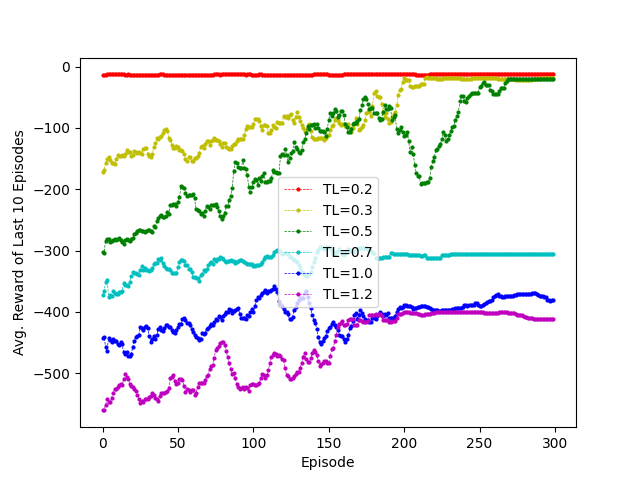 0
−100
−200
−300
−400
−500
Avg. Reward of Last 10 Episodes
TL=0.2
TL=0.3
TL=0.5
TL=0.7
TL=1.0
TL=1.2
0 50 100 150 200 250 300
Episode